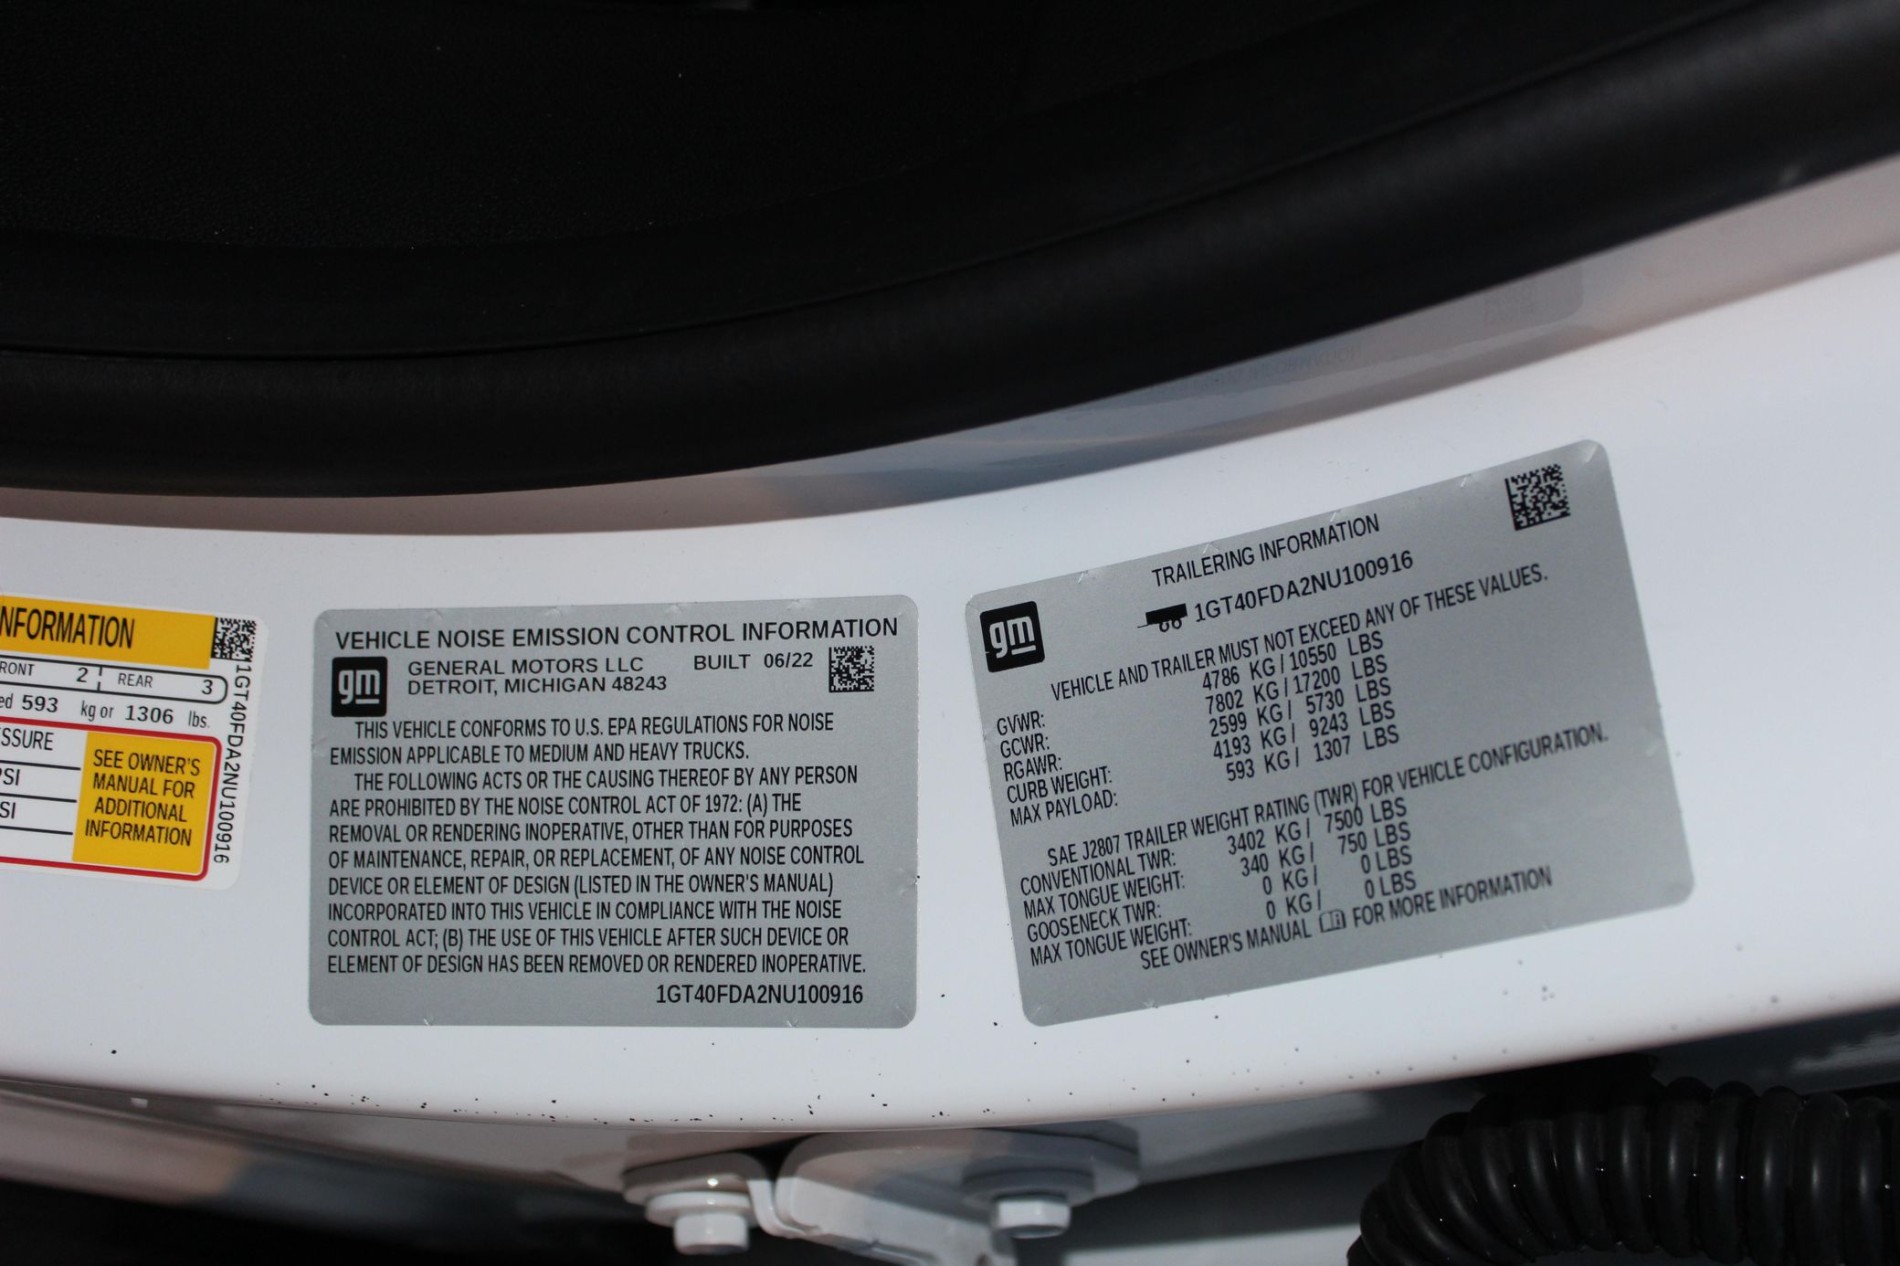 NFORMATION
RONT 2 REAR 3
ed 593 kg or 1306 lbs.
SSURE
SI
SI
SEE OWNER'S
MANUAL FOR
ADDITIONAL
INFORMATION
1GT40FDA2NU100916
VEHICLE NOISE EMISSION CONTROL INFORMATION
gm
GENERAL MOTORS LLC BUILT 06/22
DETROIT, MICHIGAN 48243
THIS VEHICLE CONFORMS TO U.S. EPA REGULATIONS FOR NOISE
EMISSION APPLICABLE TO MEDIUM AND HEAVY TRUCKS.
THE FOLLOWING ACTS OR THE CAUSING THEREOF BY ANY PERSON
ARE PROHIBITED BY THE NOISE CONTROL ACT OF 1972: (A) THE
REMOVAL OR RENDERING INOPERATIVE, OTHER THAN FOR PURPOSES
OF MAINTENANCE, REPAIR, OR REPLACEMENT, OF ANY NOISE CONTROL
DEVICE OR ELEMENT OF DESIGN (LISTED IN THE OWNER'S MANUAL)
INCORPORATED INTO THIS VEHICLE IN COMPLIANCE WITH THE NOISE
CONTROL ACT; (B) THE USE OF THIS VEHICLE AFTER SUCH DEVICE OR
ELEMENT OF DESIGN HAS BEEN REMOVED OR RENDERED INOPERATIVE.
1GT40FDA2NU100916
TRAILERING INFORMATION
gm
1GT40FDA2NU100916
VEHICLE AND TRAILER MUST NOT EXCEED ANY OF THESE VALUES.
GVWR: 4786 KG/ 10550 LBS
GCWR: 7802 KG/ 17200 LBS
RGAWR: 2599 KG/ 5730 LBS
CURB WEIGHT: 4193 KG/ 9243 LBS
MAX PAYLOAD: 593 KG/ 1307 LBS
SAE J2807 TRAILER WEIGHT RATING (TWR) FOR VEHICLE CONFIGURATION.
CONVENTIONAL TWR: 3402 KG/ 7500 LBS
MAX TONGUE WEIGHT: 340 KG/ 750 LBS
GOOSENECK TWR: 0 KG/ 0 LBS
MAX TONGUE WEIGHT: 0 KG/ 0 LBS
SEE OWNER'S MANUAL FOR MORE INFORMATION